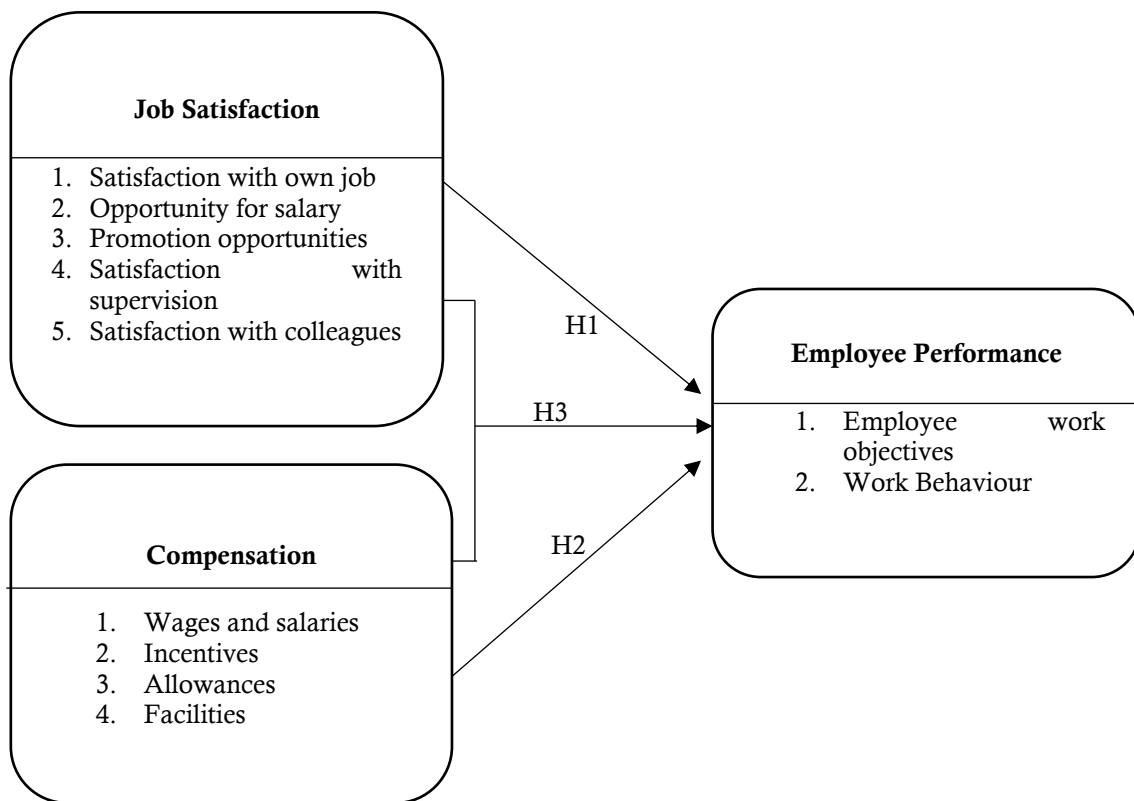 Job Satisfaction
1. Satisfaction with own job
2. Opportunity for salary
3. Promotion opportunities
4. Satisfaction with
supervision
5. Satisfaction with colleagues
H1
Employee Performance
1. Employee work
objectives
2. Work Behaviour
H3
H2
Compensation
1. Wages and salaries
2. Incentives
3. Allowances
4. Facilities